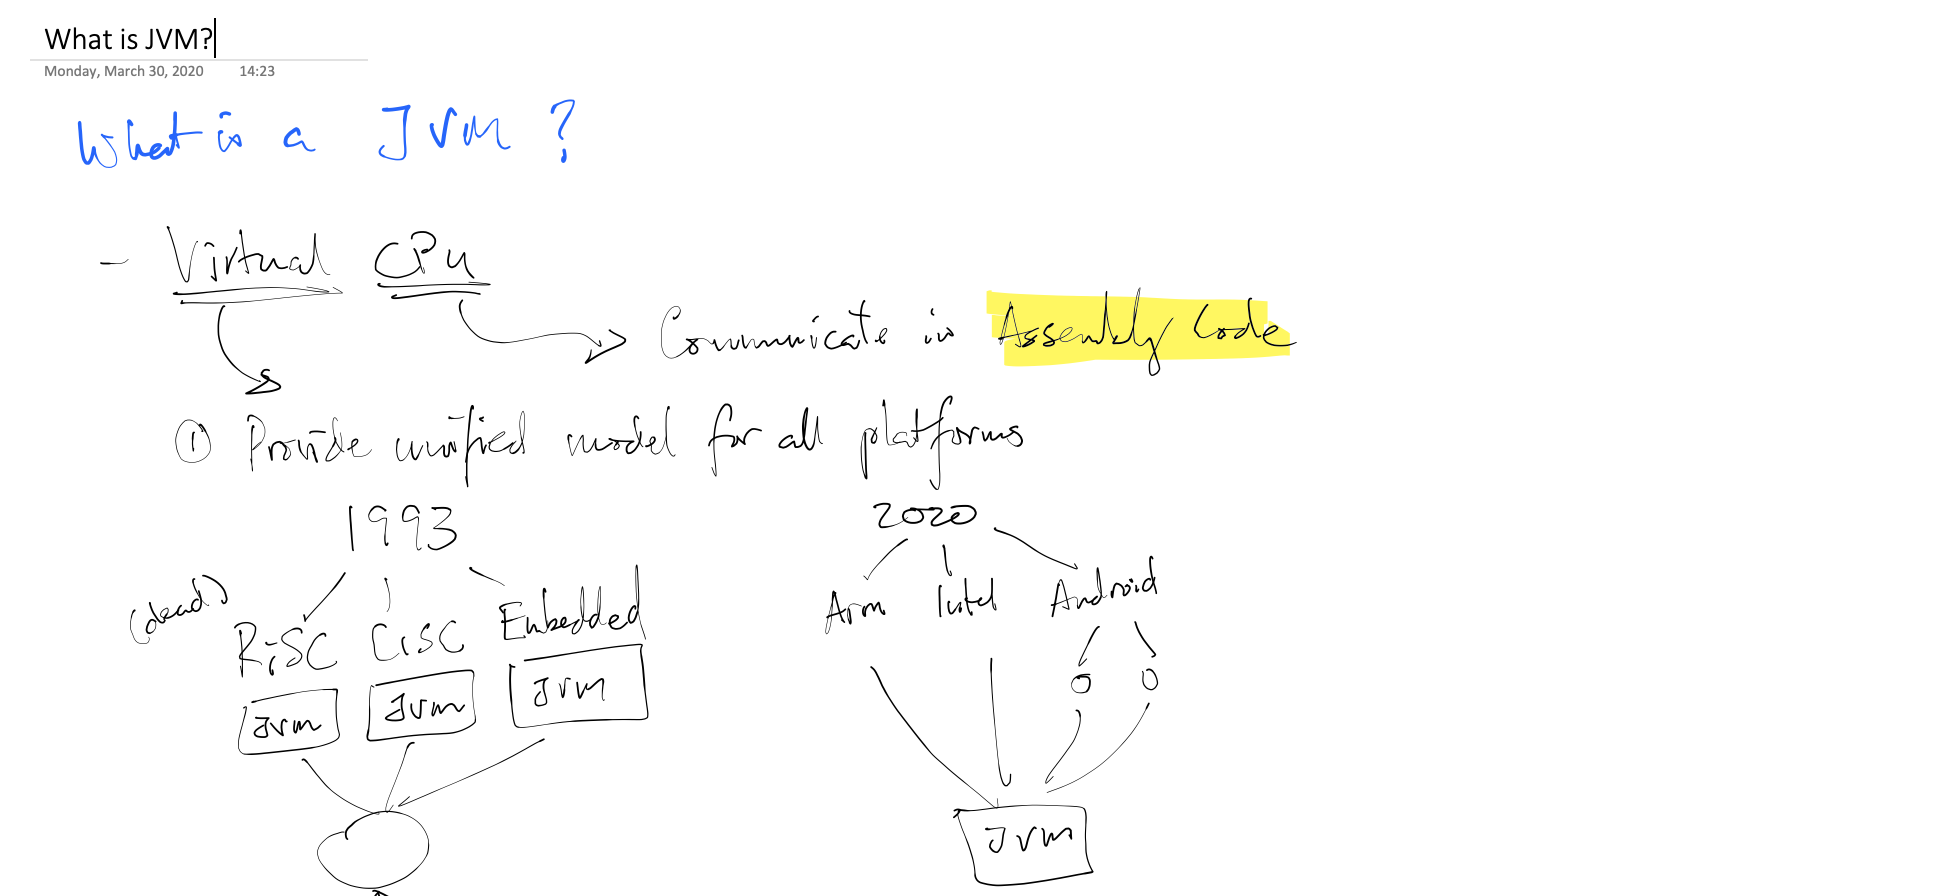 What is JVM?
Monday, March 30, 2020 14:23
What is a JVM ?
- Virtual CPU
Communicate in Assembly Code
① Provide unified model for all platforms
1993
2020
(dead)
RiSC CiSC Embedded
Arm Intel Android
Jvm Jvm Jvm
Jvm